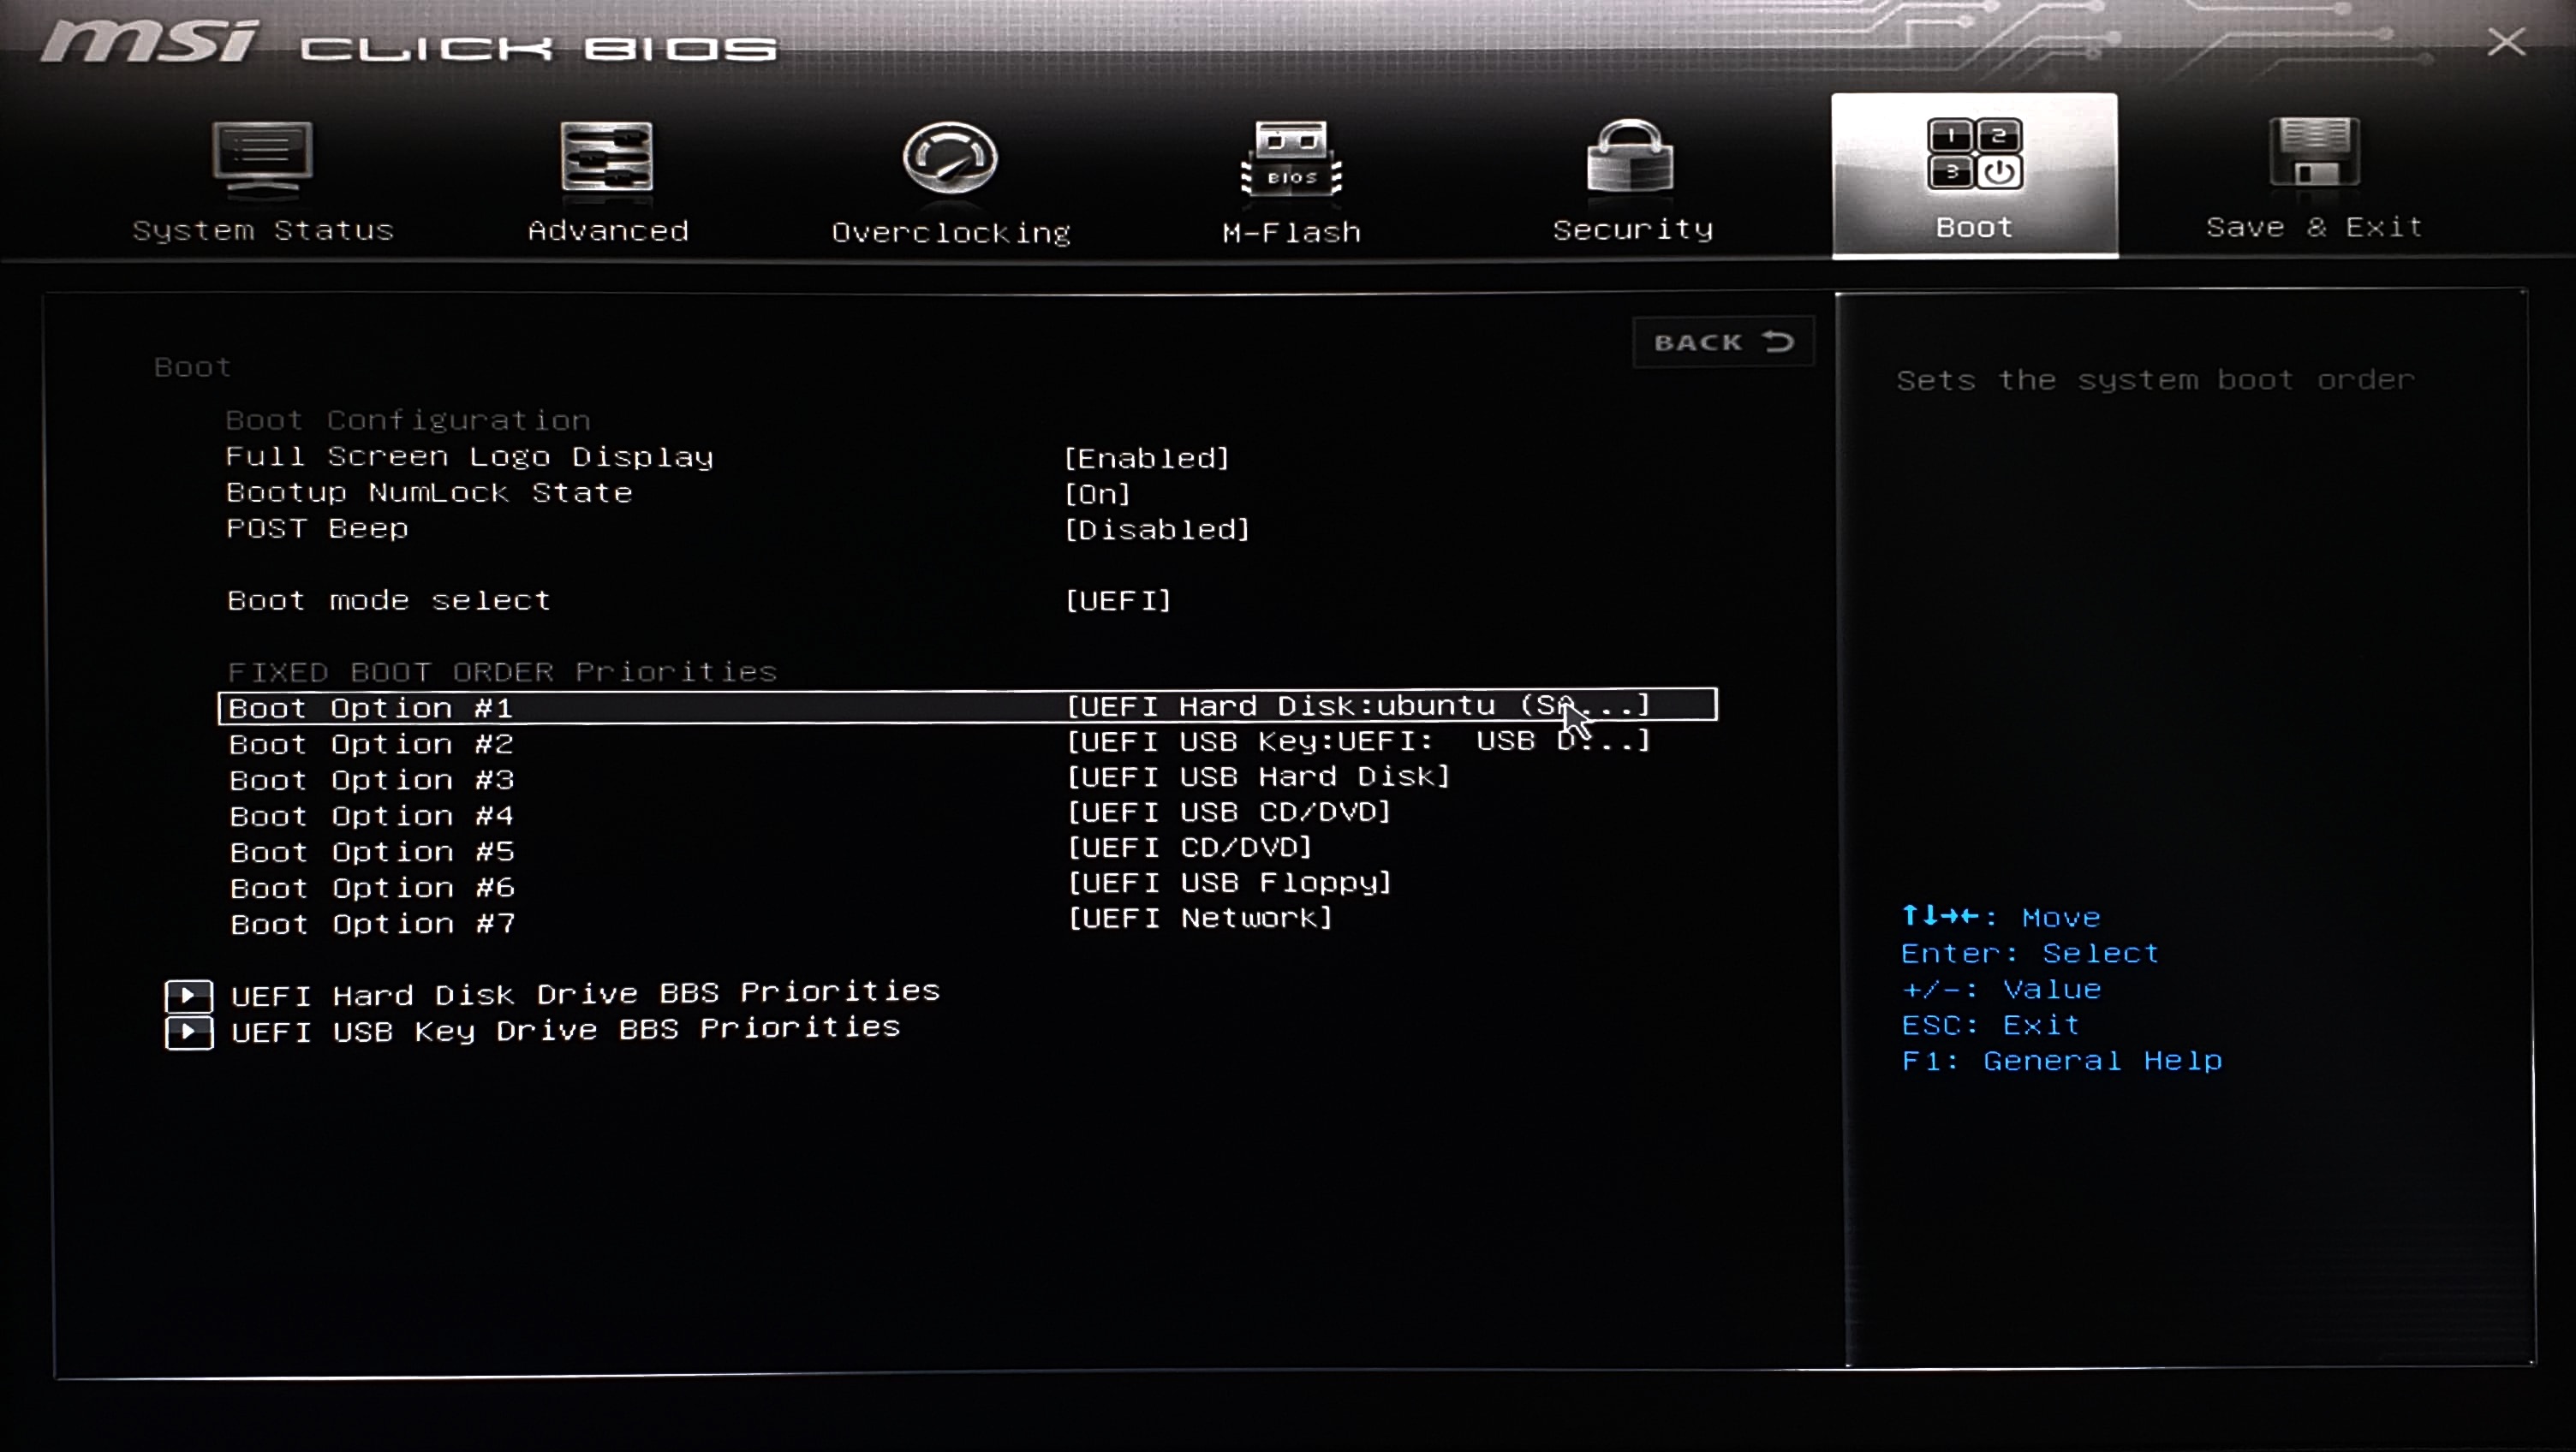 msi CLICK BIOS
System Status
Advanced
Overclocking
BIOS
M-Flash
Security
1 2
3
Boot
Save & Exit
BACK
Boot
Sets the system boot order
Boot Configuration
Full Screen Logo Display [Enabled]
Bootup NumLock State [On]
POST Beep [Disabled]
Boot mode select [UEFI]
FIXED BOOT ORDER Priorities
Boot Option #1 [UEFI Hard Disk:ubuntu (SA...]
Boot Option #2 [UEFI USB Key:UEFI: USB D...]
Boot Option #3 [UEFI USB Hard Disk]
Boot Option #4 [UEFI USB CD/DVD]
Boot Option #5 [UEFI CD/DVD]
Boot Option #6 [UEFI USB Floppy]
Boot Option #7 [UEFI Network]
UEFI Hard Disk Drive BBS Priorities
UEFI USB Key Drive BBS Priorities
↑↓→←: Move
Enter: Select
+/-: Value
ESC: Exit
F1: General Help